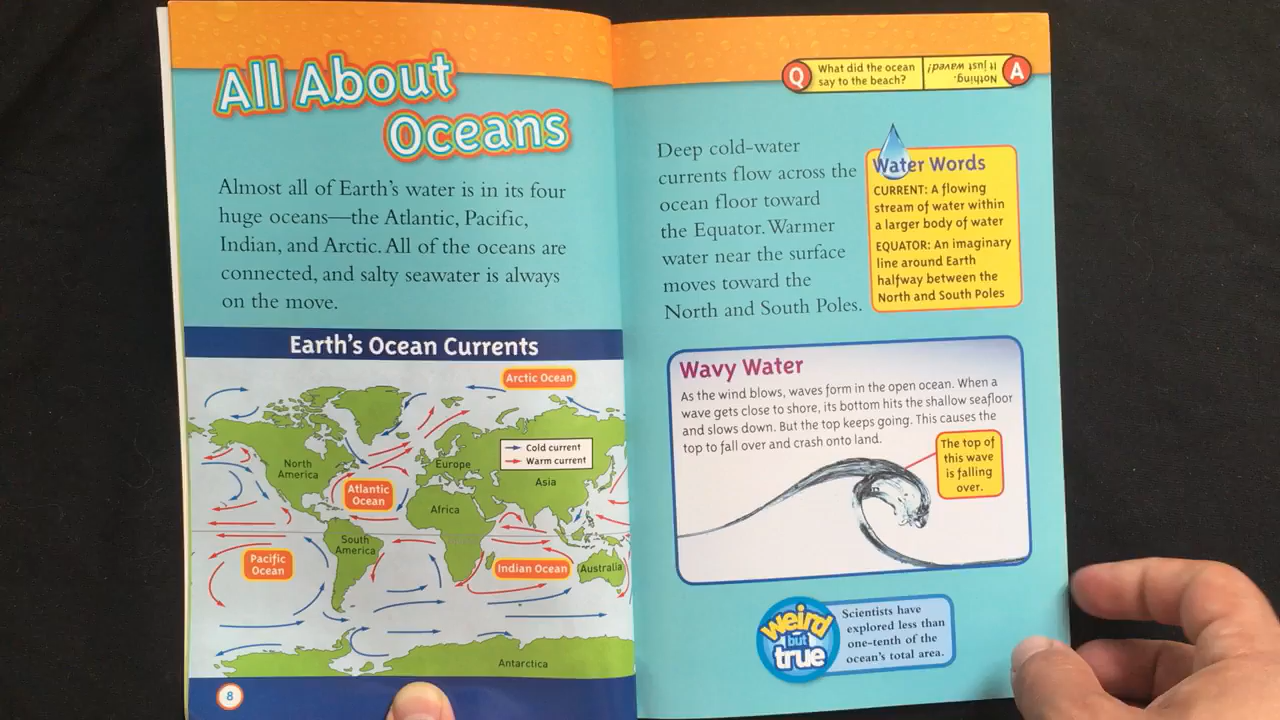 All About
Oceans
Almost all of Earth's water is in its four
huge oceans—the Atlantic, Pacific,
Indian, and Arctic. All of the oceans are
connected, and salty seawater is always
on the move.
Earth's Ocean Currents
Arctic Ocean
Cold current
Warm current
North
America
Europe
Asia
Atlantic
Ocean
Africa
South
America
Pacific
Ocean
Indian Ocean
Australia
Antarctica
8
Q
What did the ocean
say to the beach?
Nothing.
It just waved!
A
Deep cold-water
currents flow across the
ocean floor toward
the Equator. Warmer
water near the surface
moves toward the
North and South Poles.
Water Words
CURRENT: A flowing
stream of water within
a larger body of water
EQUATOR: An imaginary
line around Earth
halfway between the
North and South Poles
Wavy Water
As the wind blows, waves form in the open ocean. When a
wave gets close to shore, its bottom hits the shallow seafloor
and slows down. But the top keeps going. This causes the
top to fall over and crash onto land.
The top of
this wave
is falling
over.
weird
but
true
Scientists have
explored less than
one-tenth of the
ocean's total area.